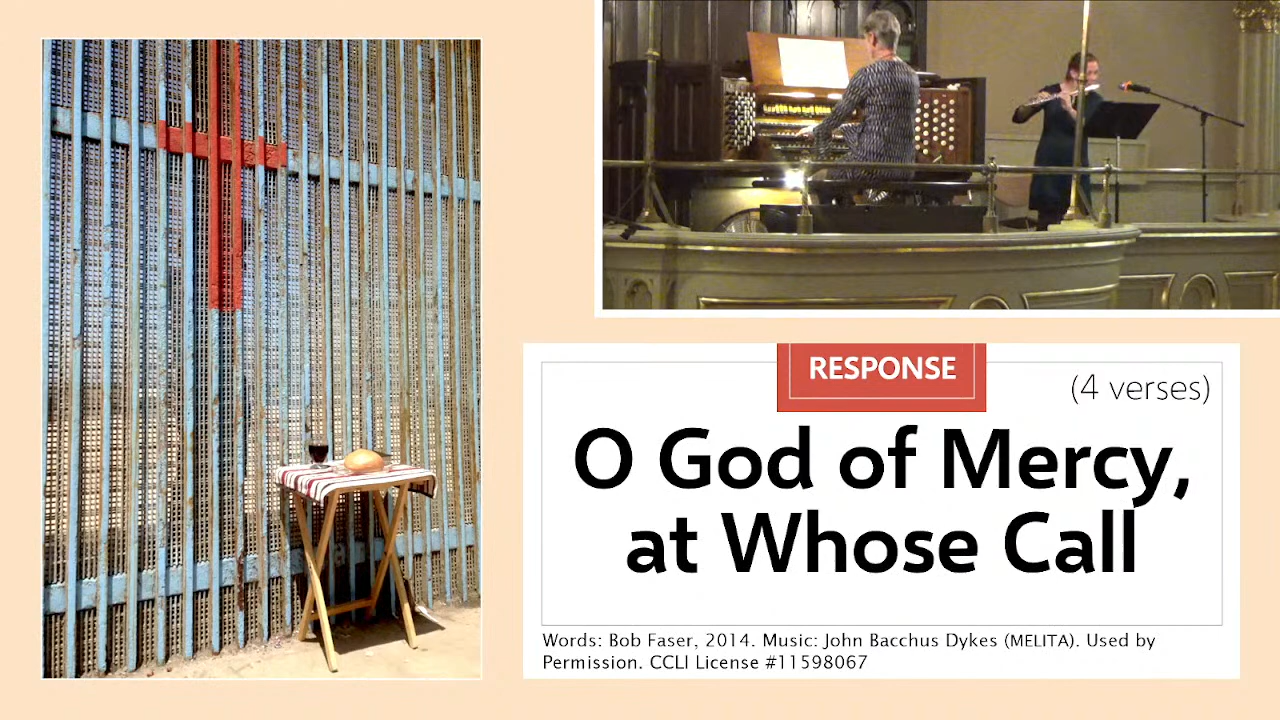 RESPONSE
(4 verses)
O God of Mercy,
at Whose Call
Words: Bob Faser, 2014. Music: John Bacchus Dykes (MELITA). Used by
Permission. CCLI License #11598067